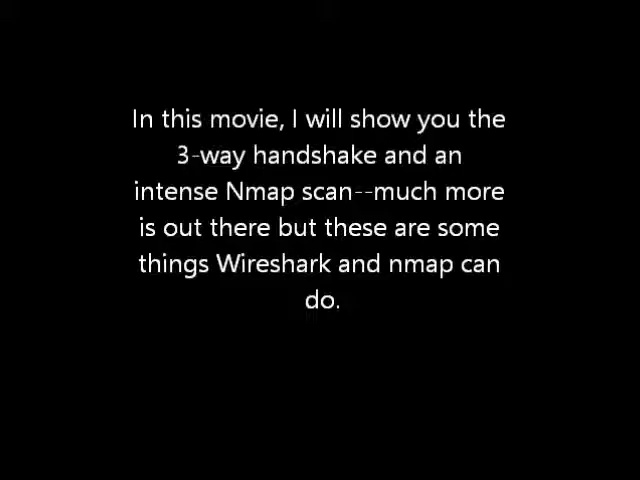 In this movie, I will show you the
3-way handshake and an
intense Nmap scan--much more
is out there but these are some
things Wireshark and nmap can
do.